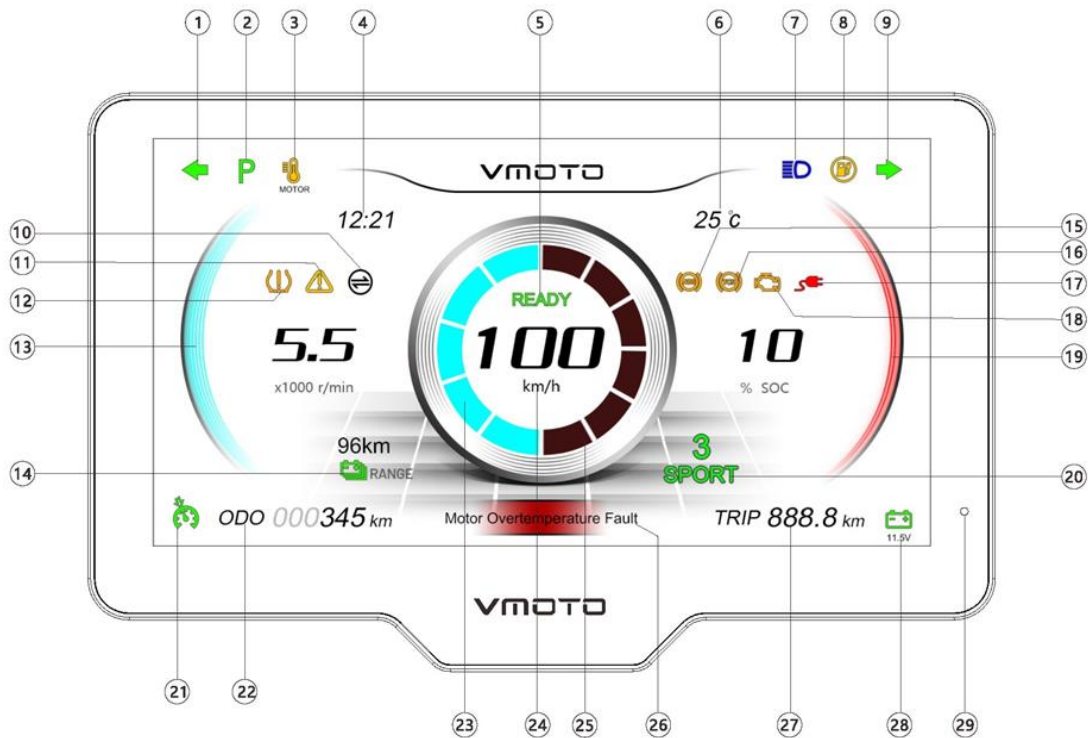 1 2 3 4 5 6 7 8 9
P
MOTOR
VMOTO
12:21
25℃
10
11
12
13
14
15
16
17
18
19
20
READY
5.5
x1000 r/min
100
km/h
10
% SOC
96km
RANGE
3
SPORT
ODO 000345 km
Motor Overtemperature Fault
TRIP 888.8 km
11.5V
VMOTO
21 22 23 24 25 26 27 28 29